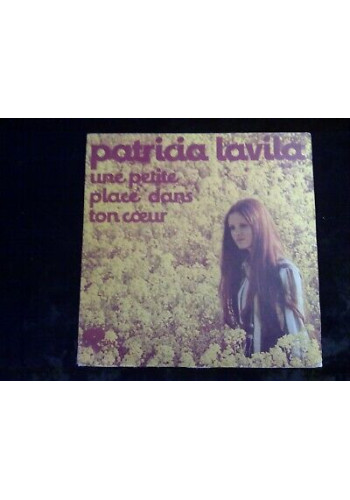 patricia lavila
une petite
place dans
ton cœur